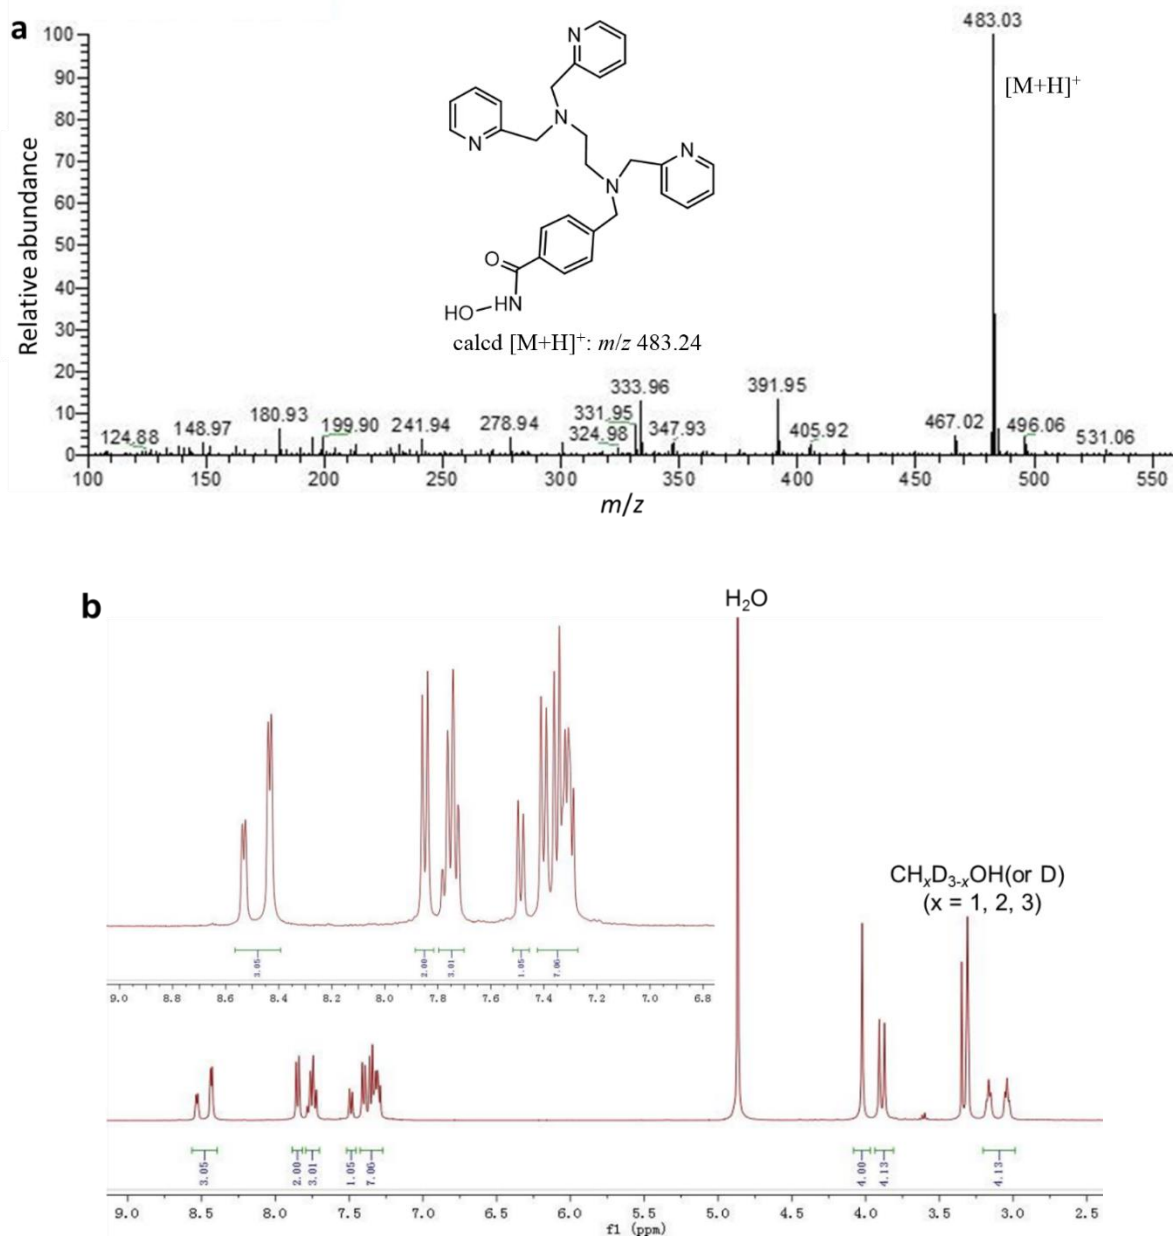 a
483.03
[M+H]+
100
90
80
70
60
50
40
30
20
10
0
Relative abundance
N
N
N
N
N
O
HN
HO
calcd [M+H]+: m/z 483.24
124.88
148.97
180.93
199.90
241.94
278.94
324.98
331.95
333.96
347.93
391.95
405.92
467.02
496.06
531.06
100 150 200 250 300 350 400 450 500 550
m/z
b
H2O
CHxD3-xOH(or D)
(x = 1, 2, 3)
3.05 2.00 3.01 1.05 7.06
9.0 8.8 8.6 8.4 8.2 8.0 7.8 7.6 7.4 7.2 7.0 6.8
3.05 2.00 3.01 1.05 7.06 4.00 4.13 4.13
9.0 8.5 8.0 7.5 7.0 6.5 6.0 5.5 5.0 4.5 4.0 3.5 3.0 2.5
f1 (ppm)